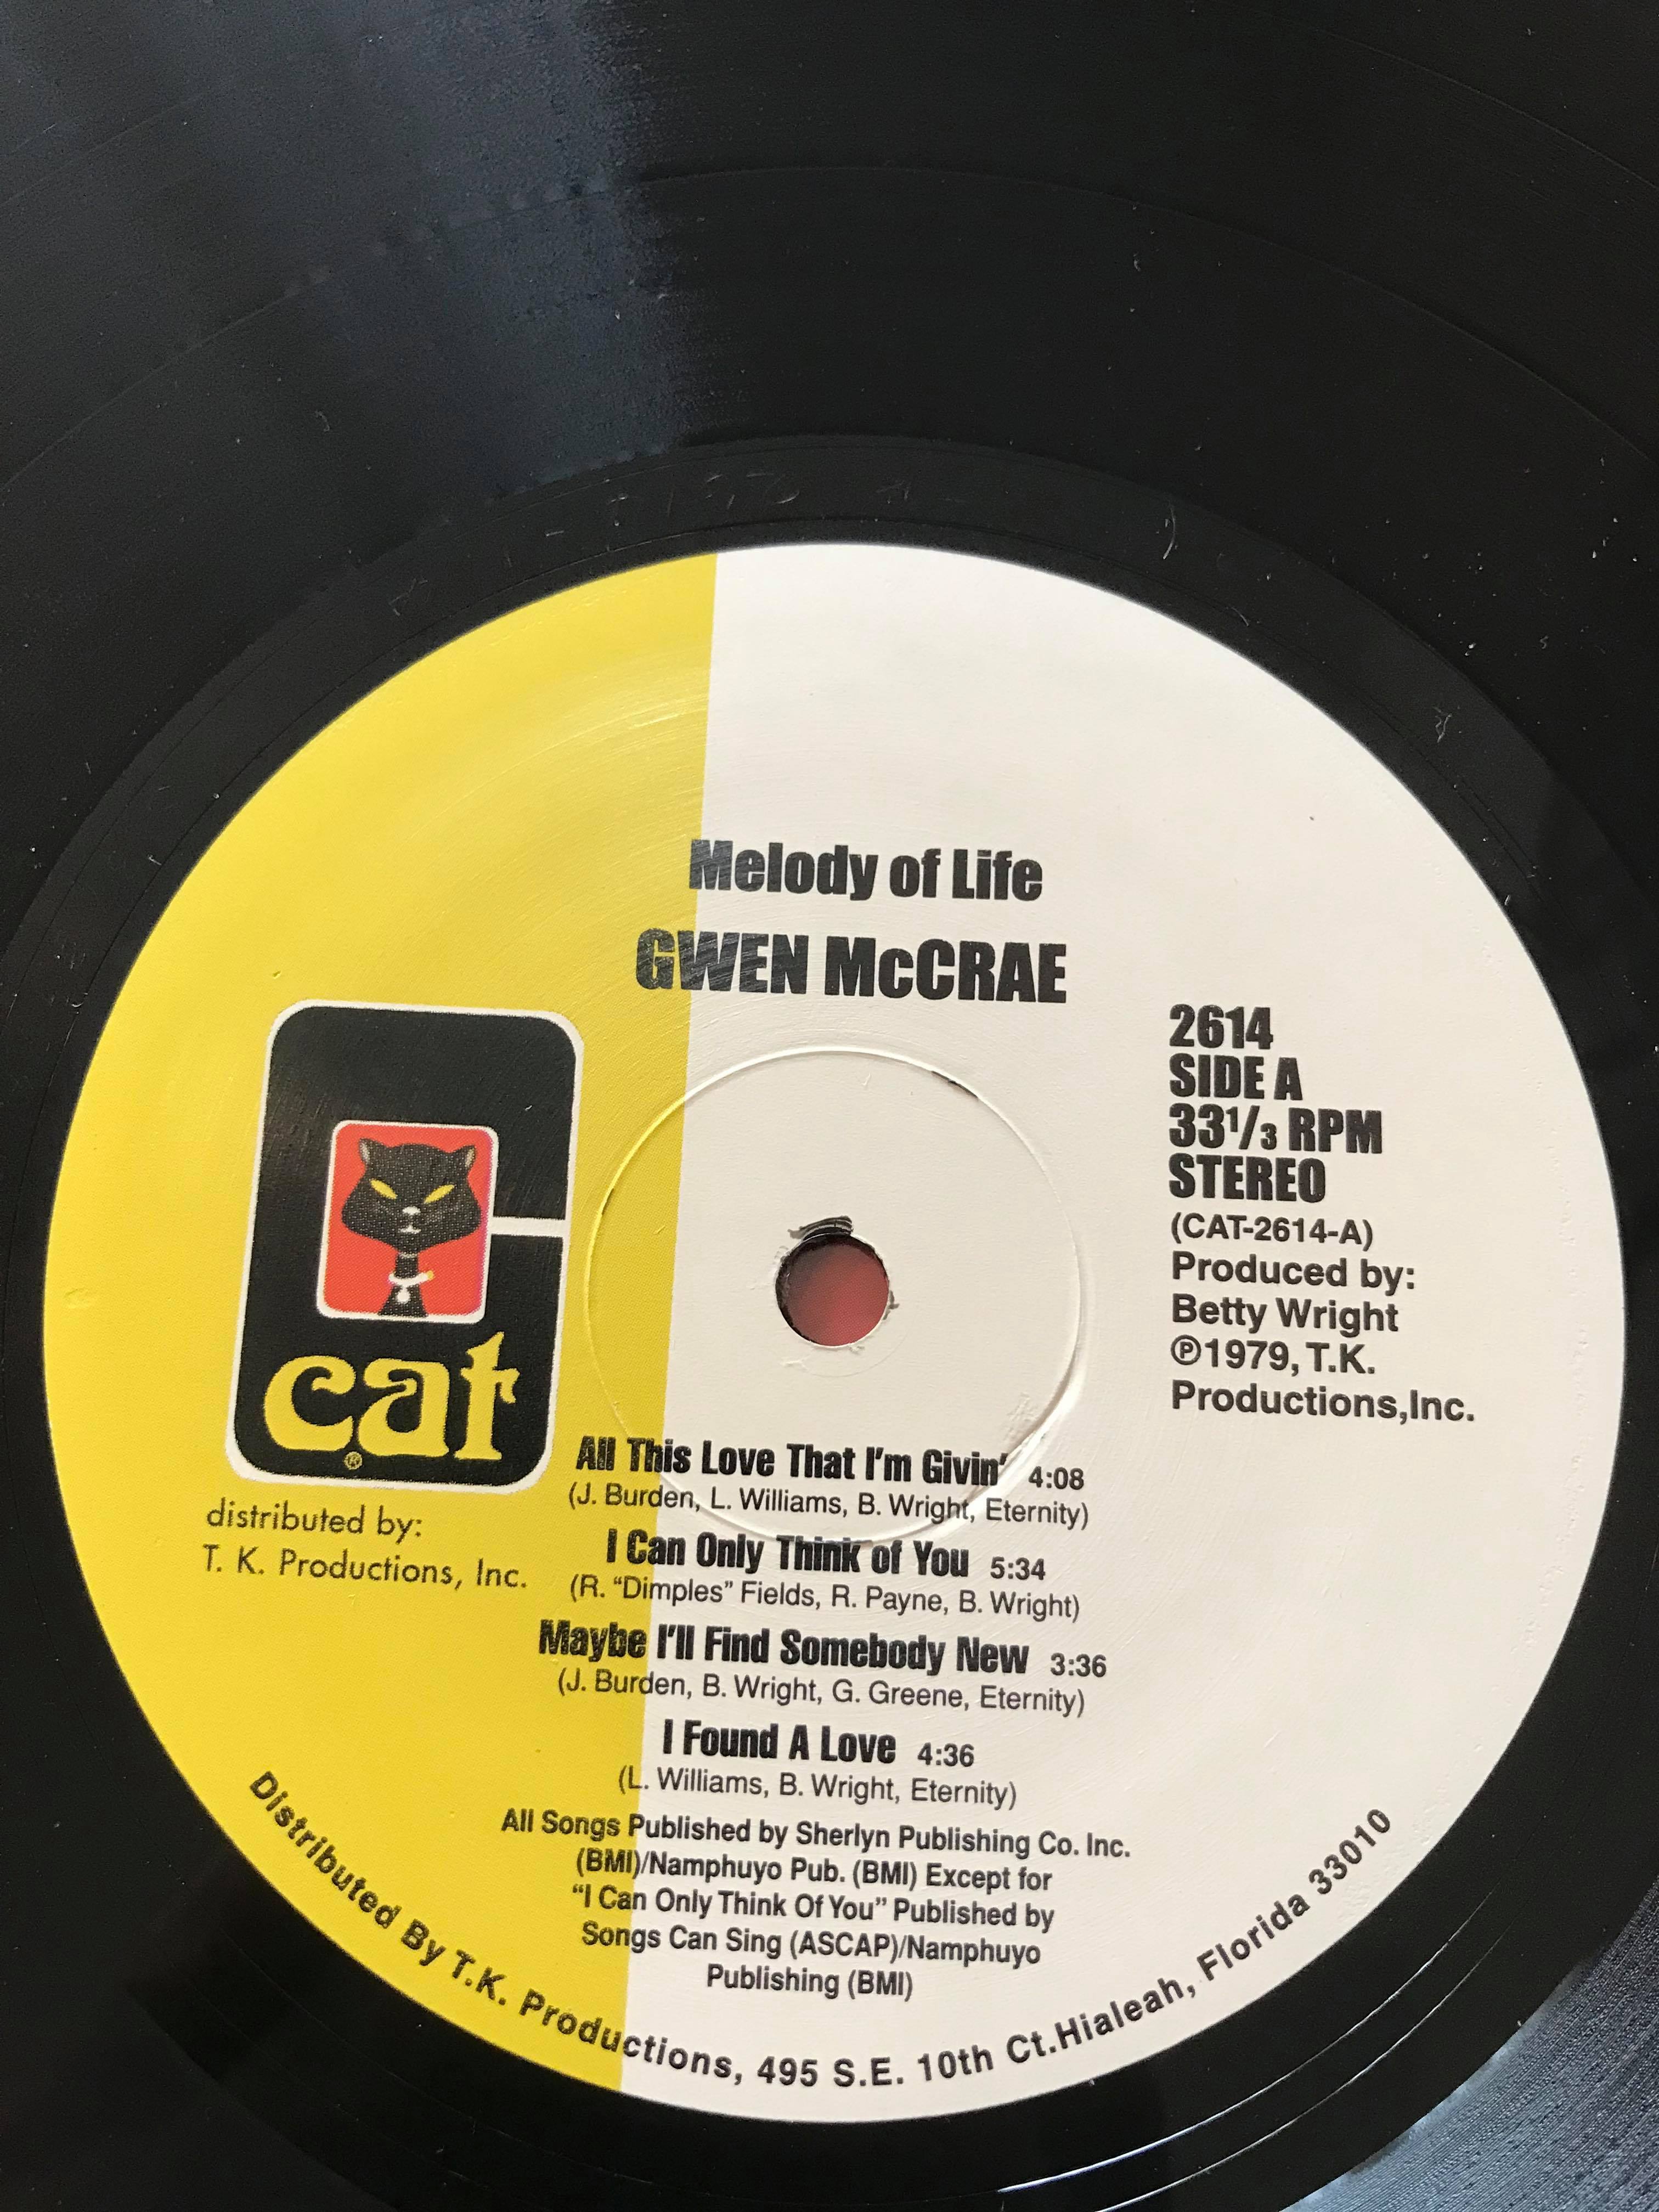 Melody of Life
GWEN McCRAE
2614
SIDE A
33 1/3 RPM
STEREO
(CAT-2614-A)
Produced by:
Betty Wright
℗1979, T.K.
Productions,Inc.
cat
®
distributed by:
T. K. Productions, Inc.
All This Love That I'm Givin' 4:08
(J. Burden, L. Williams, B. Wright, Eternity)
I Can Only Think of You 5:34
(R. “Dimples” Fields, R. Payne, B. Wright)
Maybe I'll Find Somebody New 3:36
(J. Burden, B. Wright, G. Greene, Eternity)
I Found A Love 4:36
(L. Williams, B. Wright, Eternity)
All Songs Published by Sherlyn Publishing Co. Inc.
(BMI)/Namphuyo Pub. (BMI) Except for
“I Can Only Think Of You” Published by
Songs Can Sing (ASCAP)/Namphuyo
Publishing (BMI)
Distributed By T.K. Productions, 495 S.E. 10th Ct.Hialeah, Florida 33010